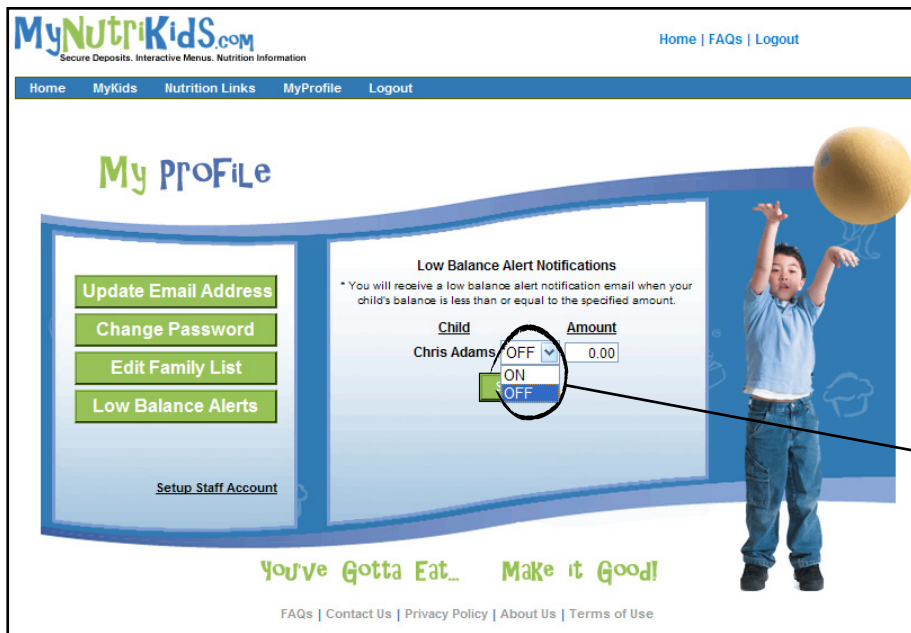 MyNutriKids.com
Secure Deposits. Interactive Menus. Nutrition Information
Home | FAQs | Logout
Home MyKids Nutrition Links MyProfile Logout
My Profile
Update Email Address
Change Password
Edit Family List
Low Balance Alerts
Setup Staff Account
Low Balance Alert Notifications
* You will receive a low balance alert notification email when your
child's balance is less than or equal to the specified amount.
Child Amount
Chris Adams OFF 0.00
ON
OFF
You've Gotta Eat... Make it Good!
FAQs | Contact Us | Privacy Policy | About Us | Terms of Use